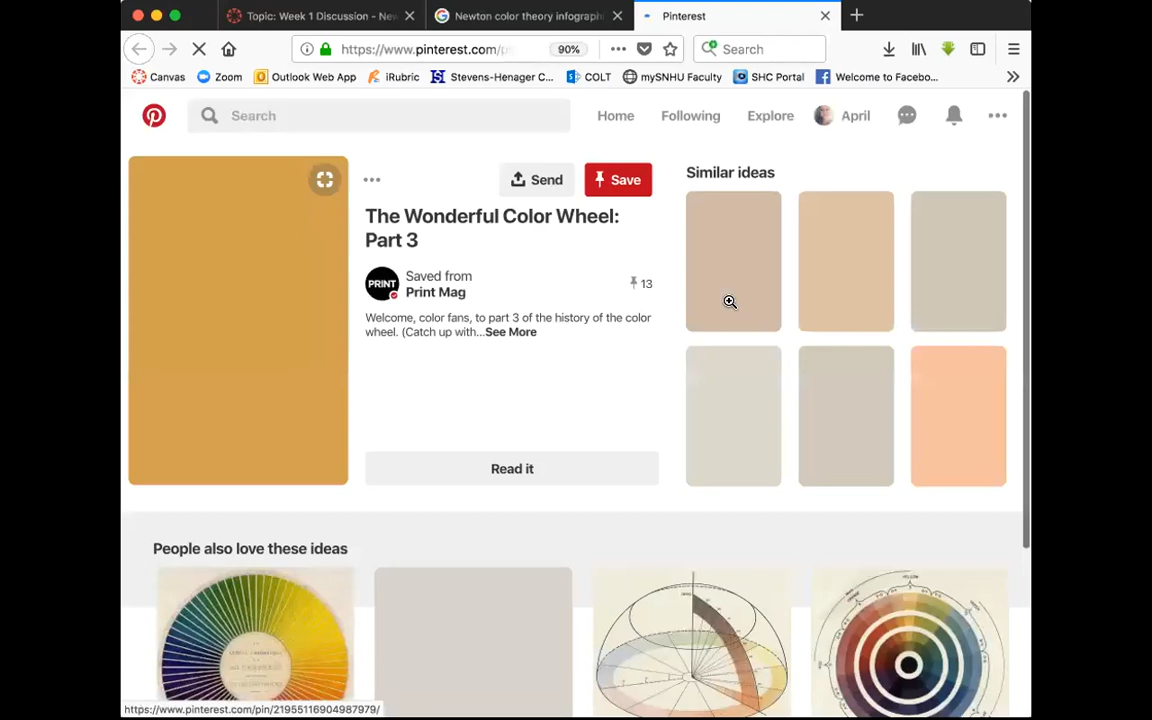 Topic: Week 1 Discussion - New
Newton color theory infograph
Pinterest
https://www.pinterest.com/
90%
Search
Canvas
Zoom
Outlook Web App
iRubric
Stevens-Henager C...
COLT
mySNHU Faculty
SHC Portal
Welcome to Facebo...
Search
Home
Following
Explore
April
Send
Save
Similar ideas
The Wonderful Color Wheel:
Part 3
PRINT
Saved from
Print Mag
13
Welcome, color fans, to part 3 of the history of the color
wheel. (Catch up with...See More
Read it
People also love these ideas
https://www.pinterest.com/pin/21955116904987979/